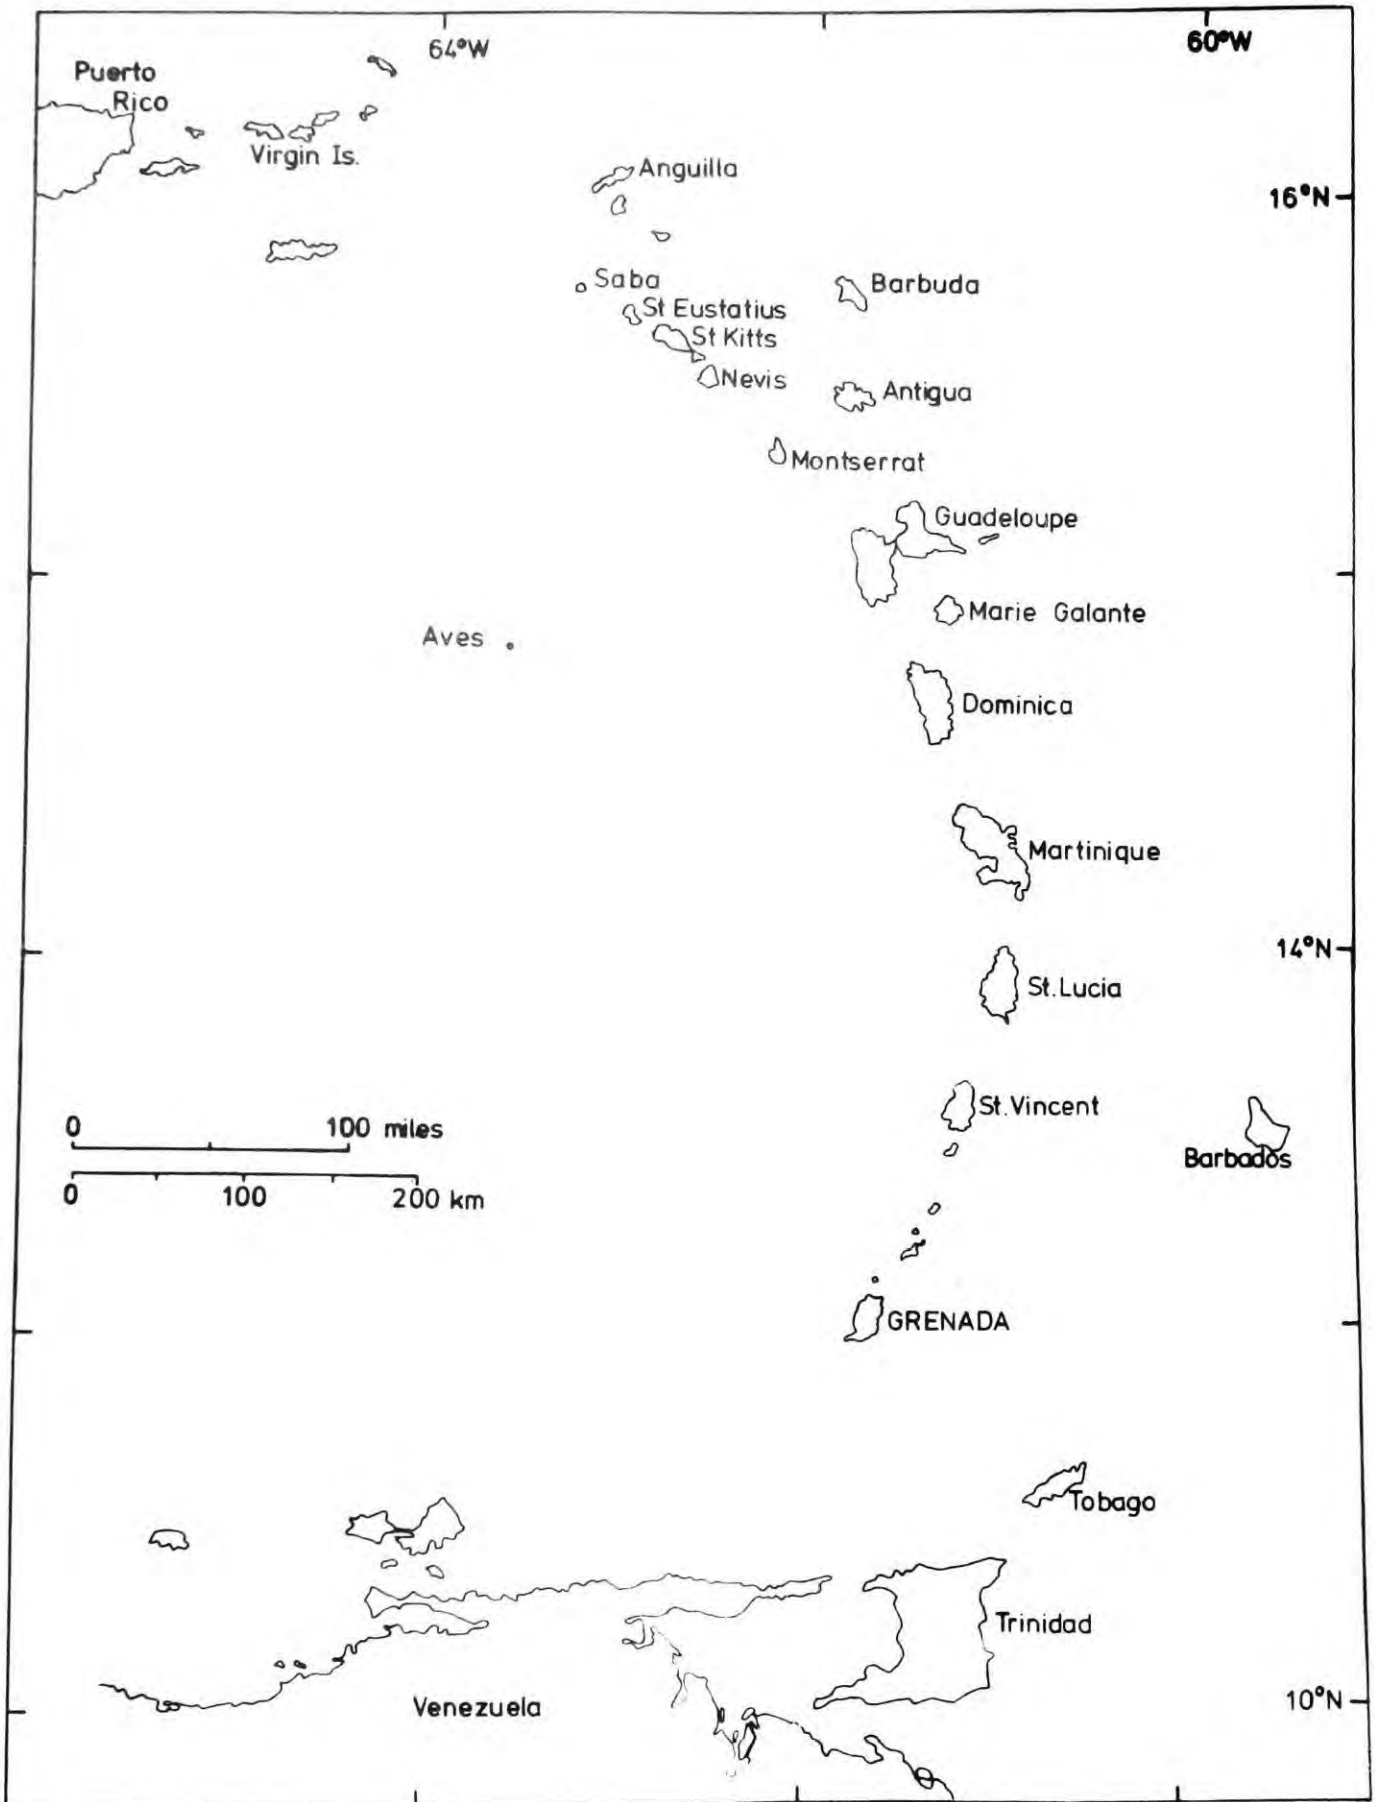 64°W
60°W
Puerto
Rico
Virgin Is.
Anguilla
16°N
Saba
Barbuda
St Eustatius
St Kitts
Nevis
Antigua
Montserrat
Guadeloupe
Marie Galante
Aves
Dominica
Martinique
14°N
St. Lucia
St. Vincent
0 100 miles
Barbados
0 100 200 km
GRENADA
Tobago
Trinidad
Venezuela
10°N